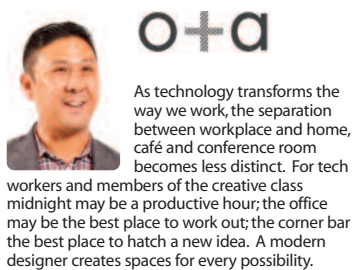 o+a
As technology transforms the
way we work, the separation
between workplace and home,
café and conference room
becomes less distinct. For tech
workers and members of the creative class
midnight may be a productive hour; the office
may be the best place to work out; the corner bar
the best place to hatch a new idea. A modern
designer creates spaces for every possibility.